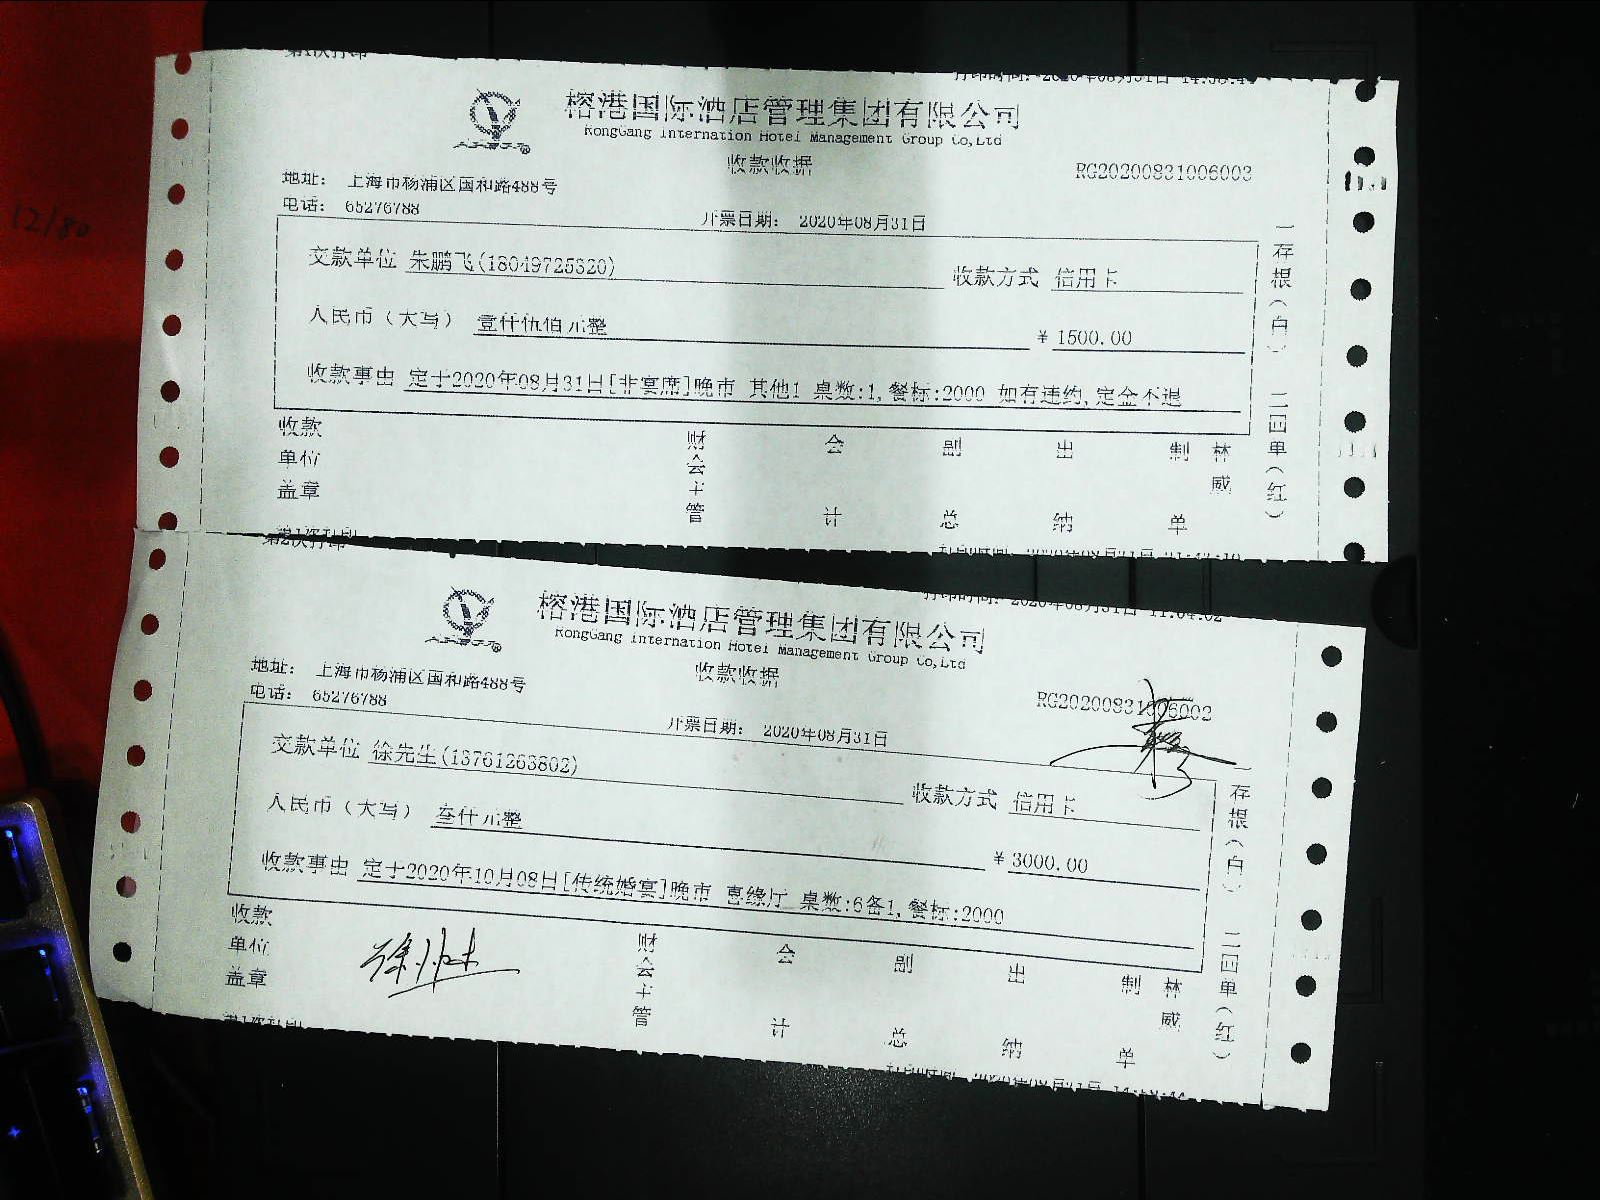 榕港国际酒店管理集团有限公司
RongGang Internation Hotel Management Group Co,Ltd
收款收据
RG20200831006003
地址： 上海市杨浦区国和路488号
电话： 65276788
开票日期： 2020年08月31日
交款单位 朱鹏飞(18049725320)
收款方式 信用卡
人民币（大写） 壹仟伍佰元整
¥ 1500.00
收款事由 定于2020年08月31日[非宴席]晚市 其他1 桌数:1,餐标:2000 如有违约,定金不退
收款单位盖章 财会主管 会计 副总 出纳 制单 林威
一存根（白） 二回单（红）
第2次打印
榕港国际酒店管理集团有限公司
RongGang Internation Hotel Management Group Co,Ltd
收款收据
RG20200831006002
地址： 上海市杨浦区国和路488号
电话： 65276788
开票日期： 2020年08月31日
交款单位 徐先生(13761263802)
收款方式 信用卡
人民币（大写） 叁仟元整
¥ 3000.00
收款事由 定于2020年10月08日[传统婚宴]晚市 喜缘厅 桌数:6备1,餐标:2000
收款单位盖章 财会主管 会计 副总 出纳 制单 林威
一存根（白） 二回单（红）